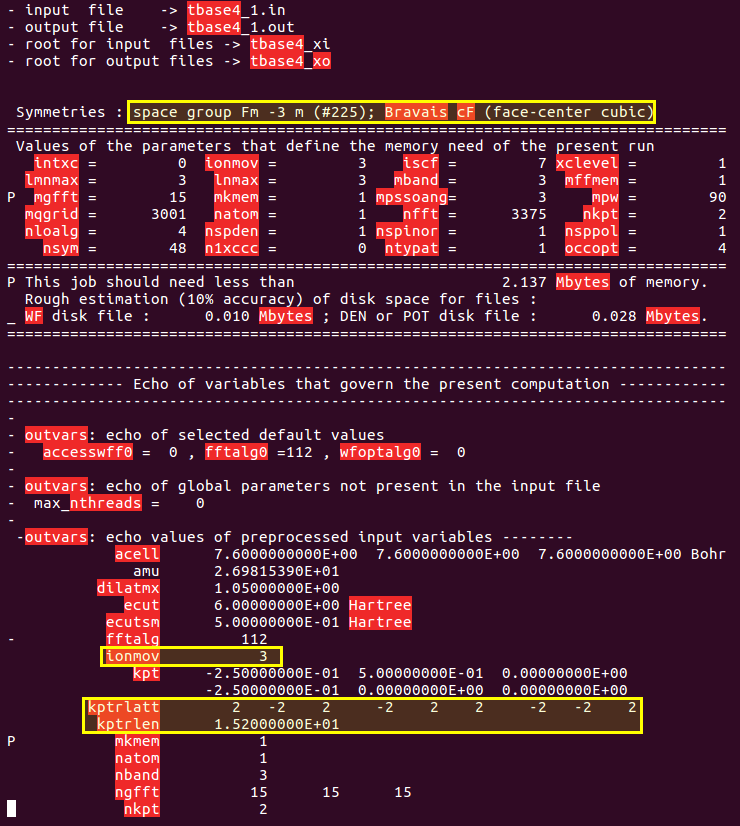 - input  file    -> tbase4_1.in
- output file    -> tbase4_1.out
- root for input  files -> tbase4_xi
- root for output files -> tbase4_xo
Symmetries : space group Fm -3 m (#225); Bravais cF (face-center cubic)
================================================================================
Values of the parameters that define the memory need of the present run
intxc =         0  ionmov =         3    iscf =         7 xclevel =         1
lmnmax =         3   lnmax =         3   mband =         3  mffmem =         1
P  mgfft =        15   mkmem =         1 mpssoang=         3     mpw =        90
mqgrid =      3001   natom =         1    nfft =      3375    nkpt =         2
nloalg =         4  nspden =         1 nspinor =         1  nsppol =         1
nsym =        48  n1xccc =         0  ntypat =         1  occopt =         4
================================================================================
P This job should need less than                       2.137 Mbytes of memory.
Rough estimation (10% accuracy) of disk space for files :
_ WF disk file :      0.010 Mbytes ; DEN or POT disk file :      0.028 Mbytes.
================================================================================
--------------------------------------------------------------------------------
------------- Echo of variables that govern the present computation ------------
--------------------------------------------------------------------------------
-
- outvars: echo of selected default values
-   accesswff0 =  0 , fftalg0 =112 , wfoptalg0 =  0
-
- outvars: echo of global parameters not present in the input file
-  max_nthreads =    0
-
-outvars: echo values of preprocessed input variables --------
acell      7.6000000000E+00  7.6000000000E+00  7.6000000000E+00 Bohr
amu      2.69815390E+01
dilatmx      1.05000000E+00
ecut      6.00000000E+00 Hartree
ecutsm      5.00000000E-01 Hartree
-          fftalg         112
ionmov           3
kpt     -2.50000000E-01  5.00000000E-01  0.00000000E+00
-2.50000000E-01  0.00000000E+00  0.00000000E+00
kptrlatt        2   -2    2     -2    2    2     -2   -2    2
kptrlen      1.52000000E+01
P           mkmem           1
natom           1
nband           3
ngfft          15      15      15
nkpt           2